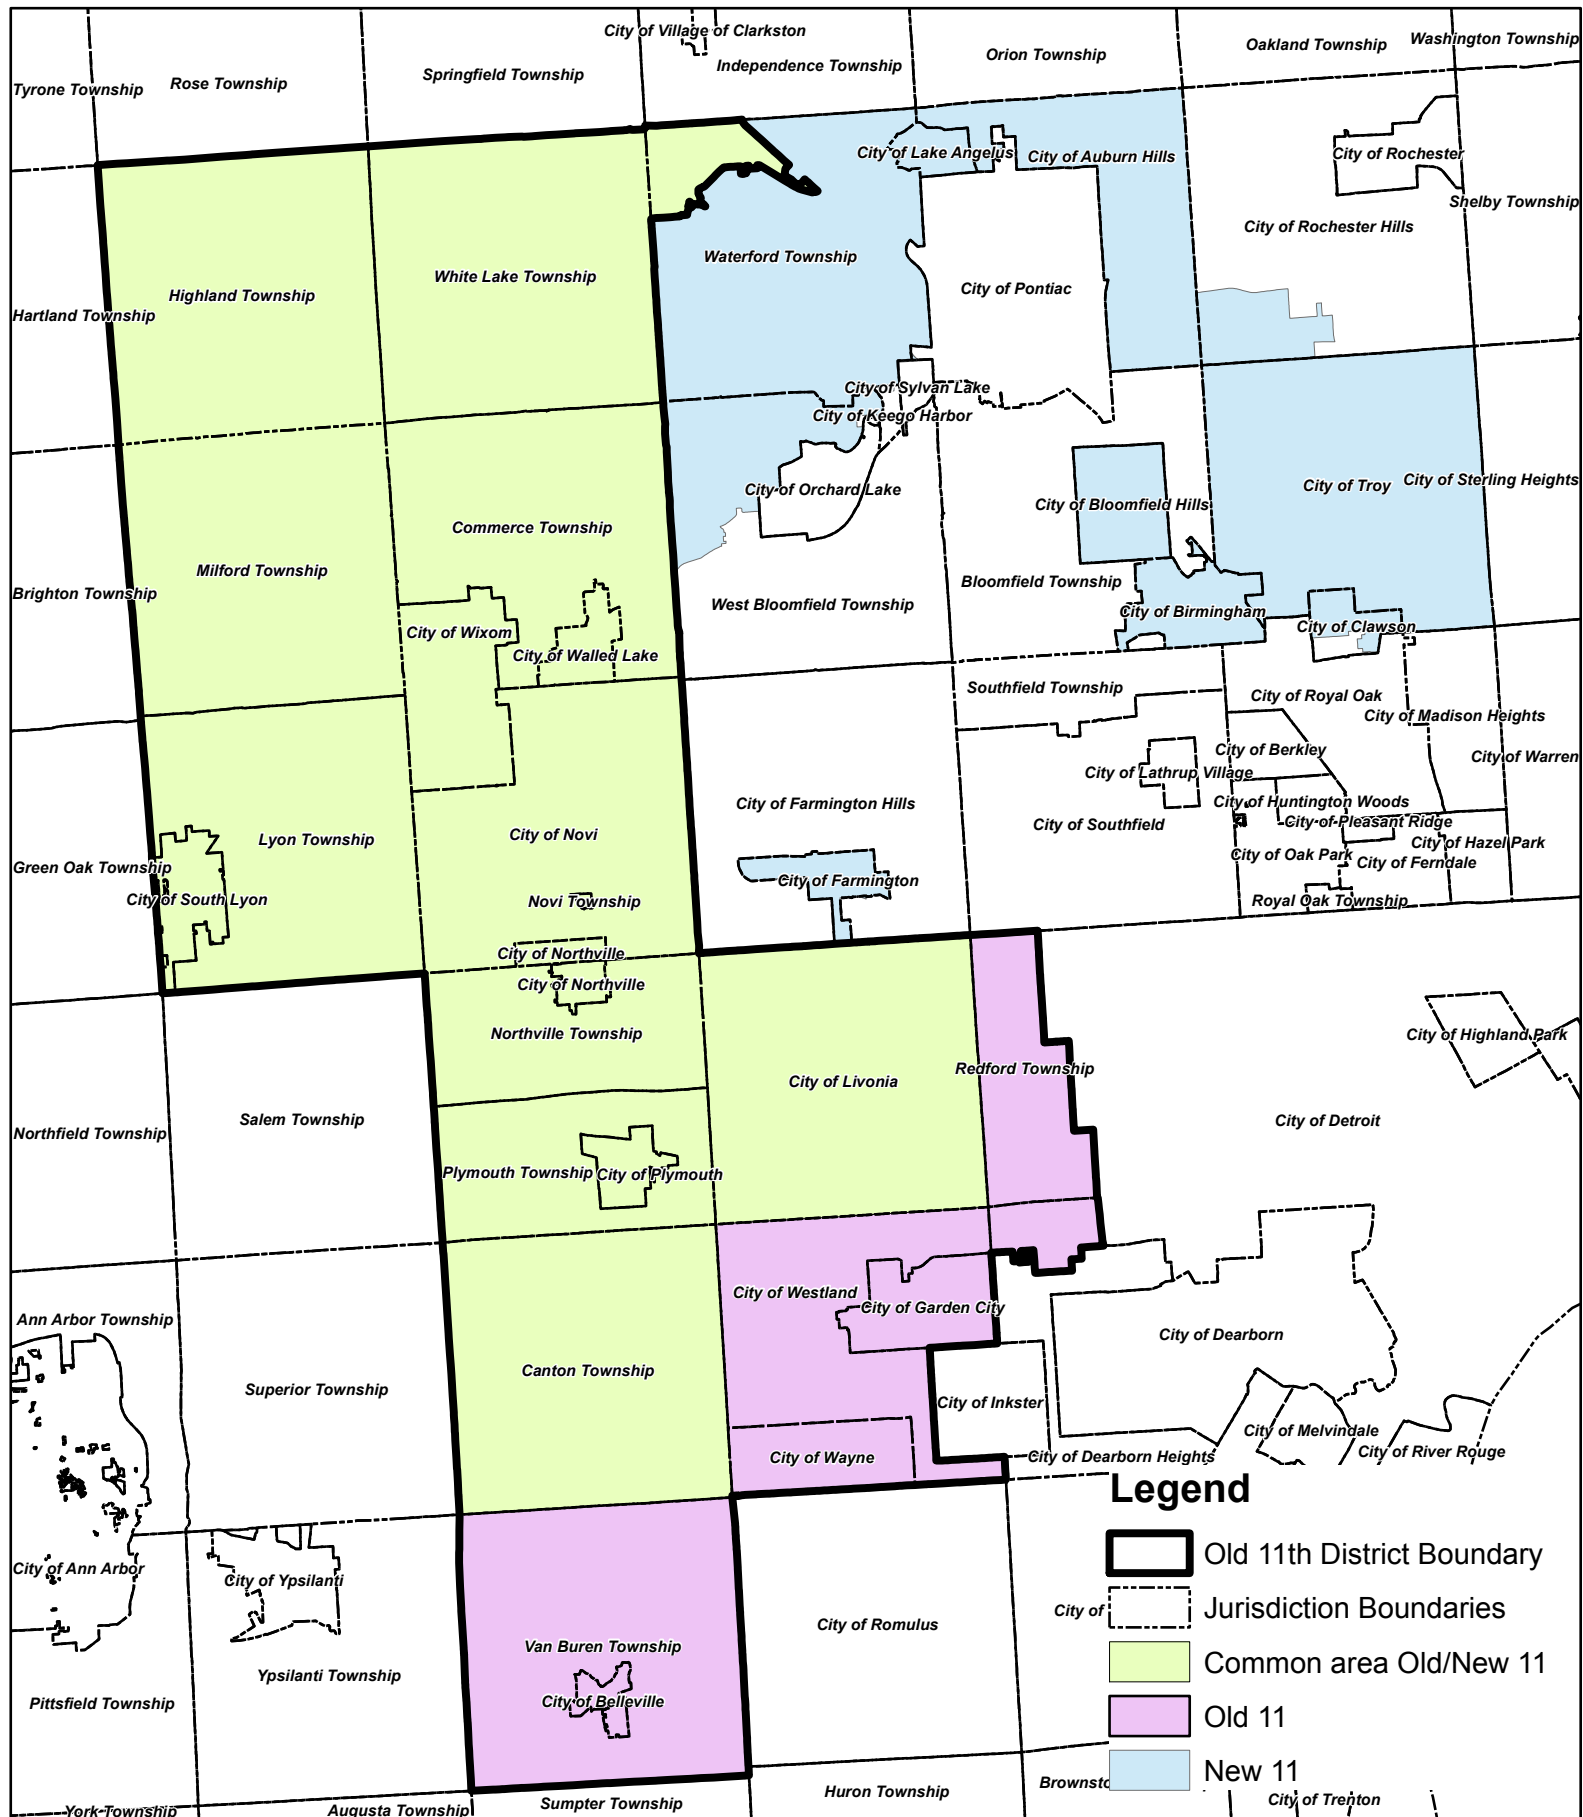 City of Village of Clarkston
Washington Township
Oakland Township
Orion Township
Independence Township
Springfield Township
Rose Township
Tyrone Township
City of Lake Angelus
City of Auburn Hills
City of Rochester
Shelby Township
City of Rochester Hills
Waterford Township
White Lake Township
City of Pontiac
Highland Township
Hartland Township
City of Sylvan Lake
City of Keego Harbor
City of Sterling Heights
City of Troy
City of Orchard Lake
City of Bloomfield Hills
Commerce Township
Milford Township
Bloomfield Township
Brighton Township
West Bloomfield Township
City of Birmingham
City of Clawson
City of Wixom
City of Walled Lake
Southfield Township
City of Royal Oak
City of Madison Heights
City of Berkley
City of Warren
City of Lathrup Village
City of Farmington Hills
City of Huntington Woods
City of Pleasant Ridge
City of Southfield
City of Novi
Lyon Township
City of Hazel Park
City of Oak Park
City of Ferndale
Green Oak Township
City of Farmington
City of South Lyon
Novi Township
Royal Oak Township
City of Northville
City of Northville
Northville Township
City of Highland Park
Redford Township
City of Livonia
Salem Township
City of Detroit
Northfield Township
Plymouth Township
City of Plymouth
City of Westland
City of Garden City
Ann Arbor Township
City of Dearborn
Canton Township
Superior Township
City of Inkster
City of Melvindale
City of River Rouge
City of Wayne
City of Dearborn Heights
Legend
Old 11th District Boundary
City of Ann Arbor
City of Ypsilanti
Jurisdiction Boundaries
City of
City of Romulus
Van Buren Township
Common area Old/New 11
Ypsilanti Township
City of Belleville
Pittsfield Township
Old 11
New 11
Brownsto
Huron Township
City of Trenton
Sumpter Township
Augusta Township
York Township